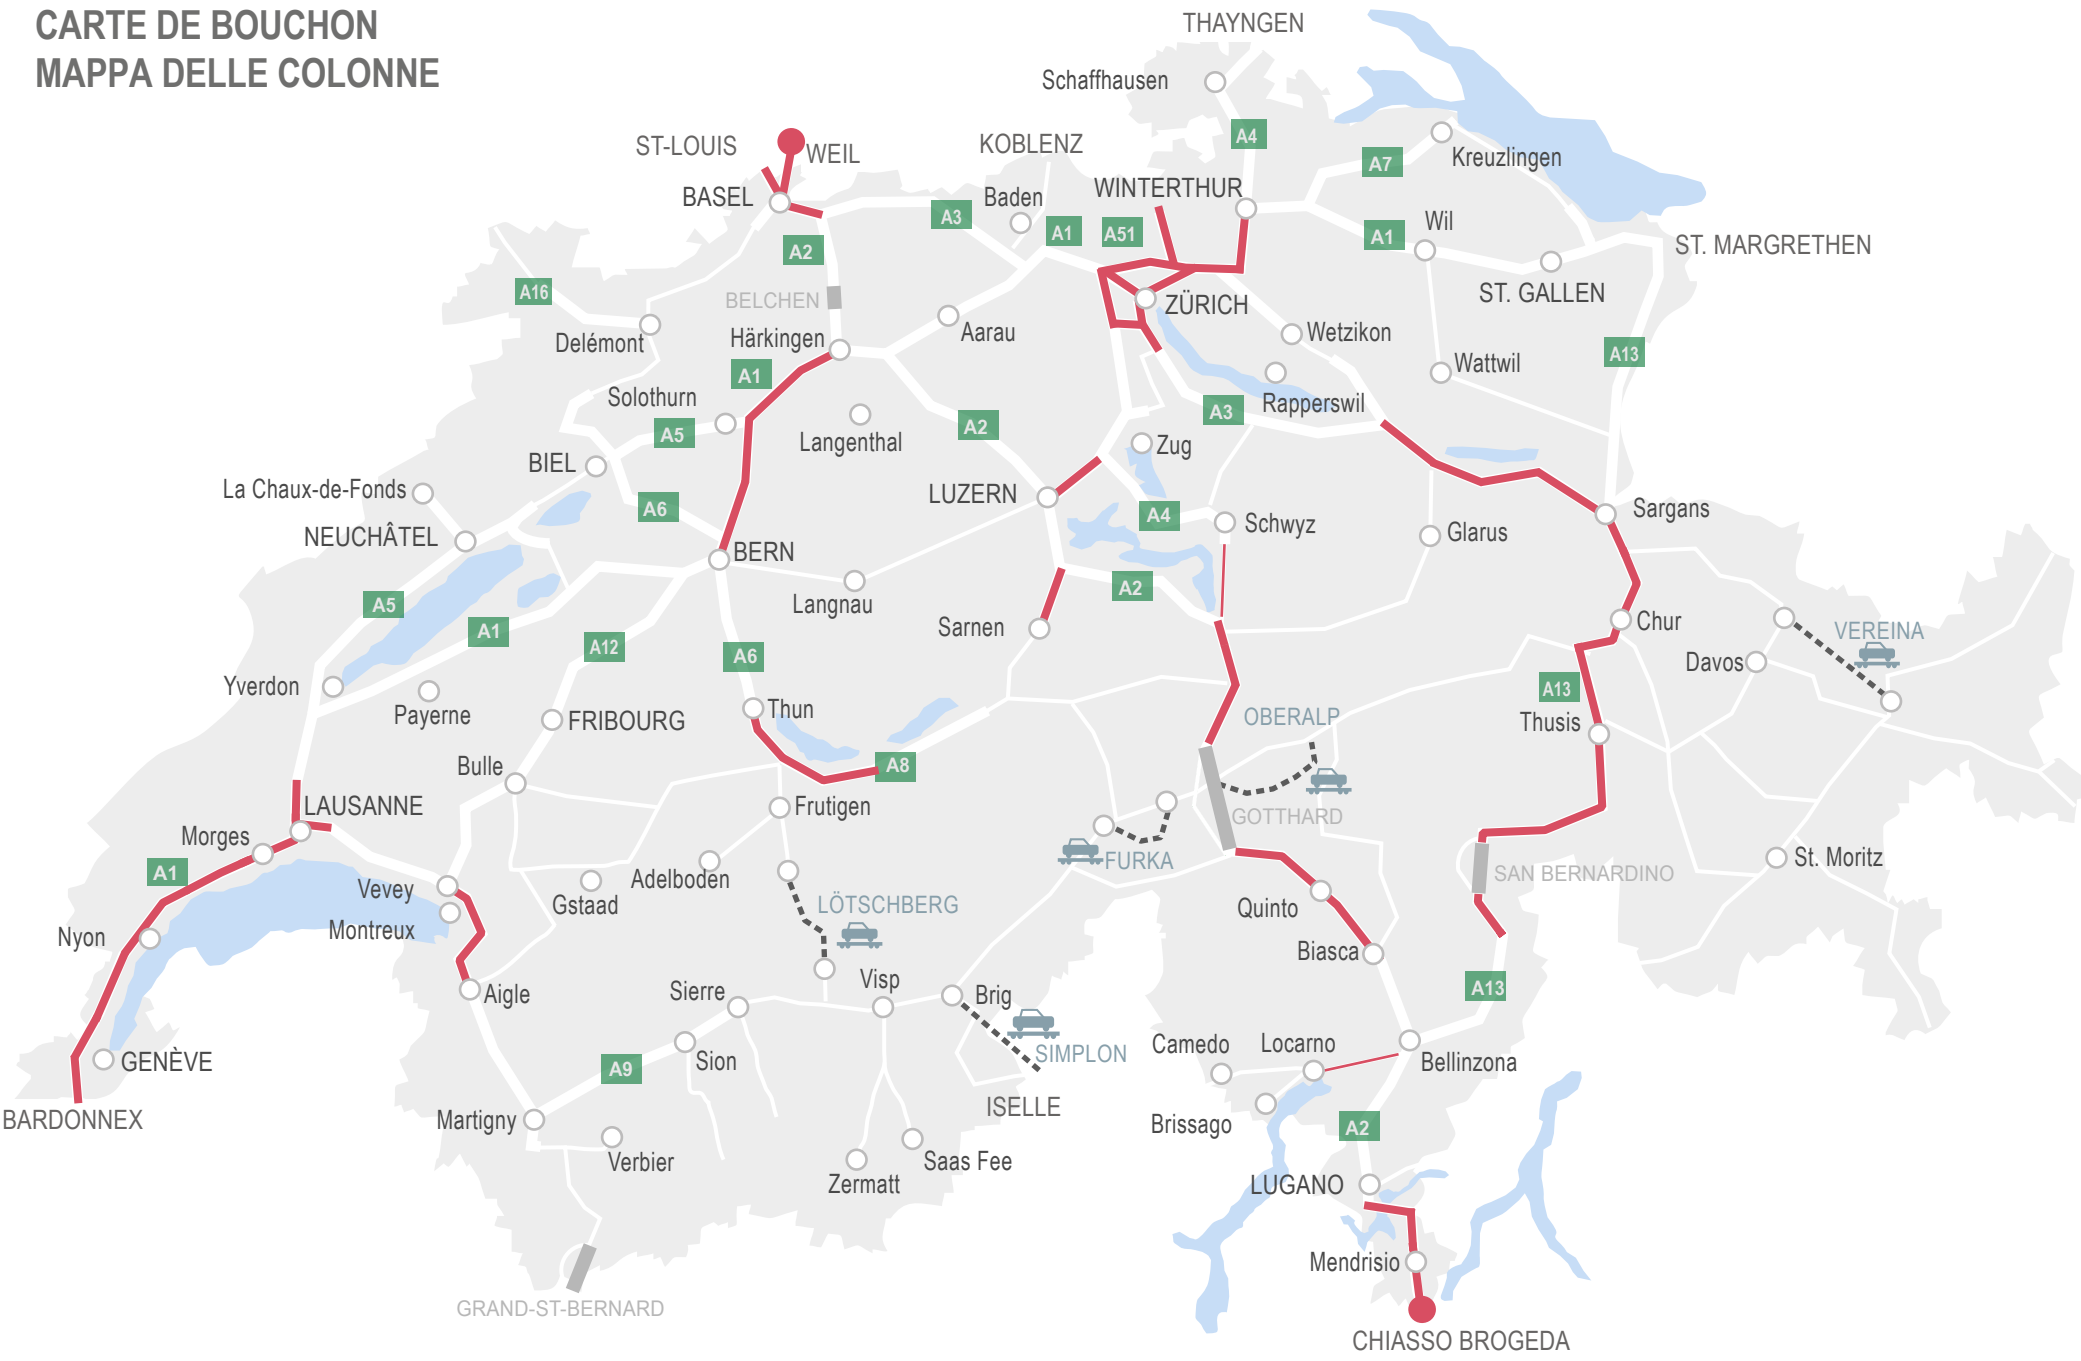 CARTE DE BOUCHON
MAPPA DELLE COLONNE
THAYNGEN
Schaffhausen
A4
ST-LOUIS
WEIL
KOBLENZ
A7
Kreuzlingen
BASEL
Baden
WINTERTHUR
A3
A1
A51
A1
Wil
ST. MARGRETHEN
A2
A16
BELCHEN
ZÜRICH
ST. GALLEN
Delémont
Härkingen
Aarau
Wetzikon
A13
Wattwil
A1
Solothurn
Rapperswil
A5
Langenthal
A2
A3
Zug
BIEL
La Chaux-de-Fonds
LUZERN
A6
A4
Schwyz
Glarus
Sargans
NEUCHÂTEL
BERN
A5
Langnau
A2
A1
Sarnen
Chur
VEREINA
A12
A6
Davos
Yverdon
A13
Payerne
FRIBOURG
Thun
OBERALP
Thusis
Bulle
A8
LAUSANNE
Frutigen
GOTTHARD
Morges
FURKA
St. Moritz
A1
SAN BERNARDINO
Vevey
Gstaad
Adelboden
LÖTSCHBERG
Quinto
Montreux
Nyon
Biasca
Aigle
Sierre
Visp
Brig
A13
GENÈVE
Sion
SIMPLON
Camedo
Locarno
Bellinzona
A9
BARDONNEX
Martigny
ISELLE
Brissago
A2
Verbier
Saas Fee
Zermatt
LUGANO
Mendrisio
GRAND-ST-BERNARD
CHIASSO BROGEDA